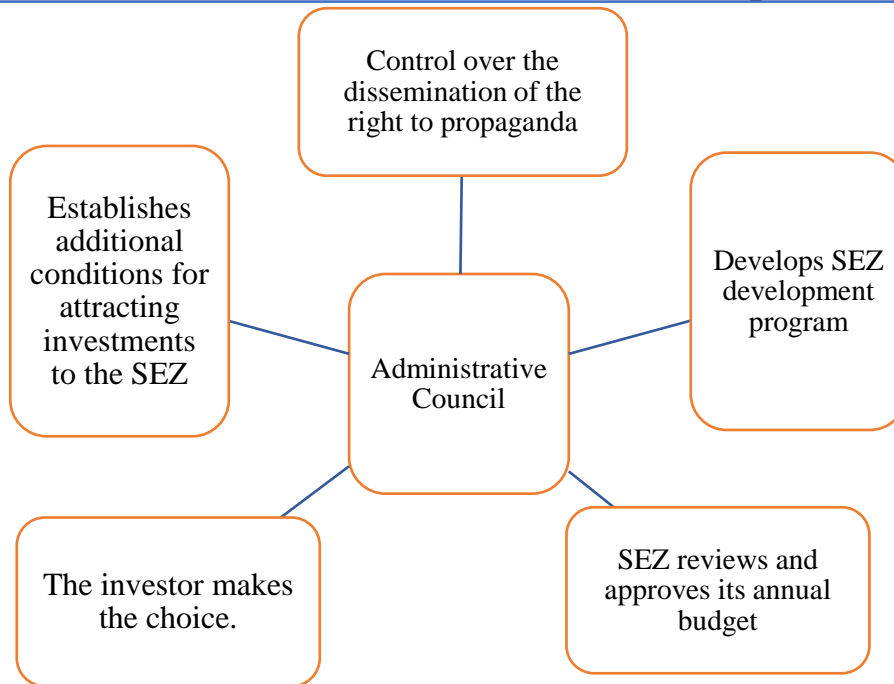 Control over the
dissemination of the
right to propaganda
Establishes
additional
conditions for
attracting
investments
to the SEZ
Develops SEZ
development
program
Administrative
Council
The investor makes
the choice.
SEZ reviews and
approves its annual
budget